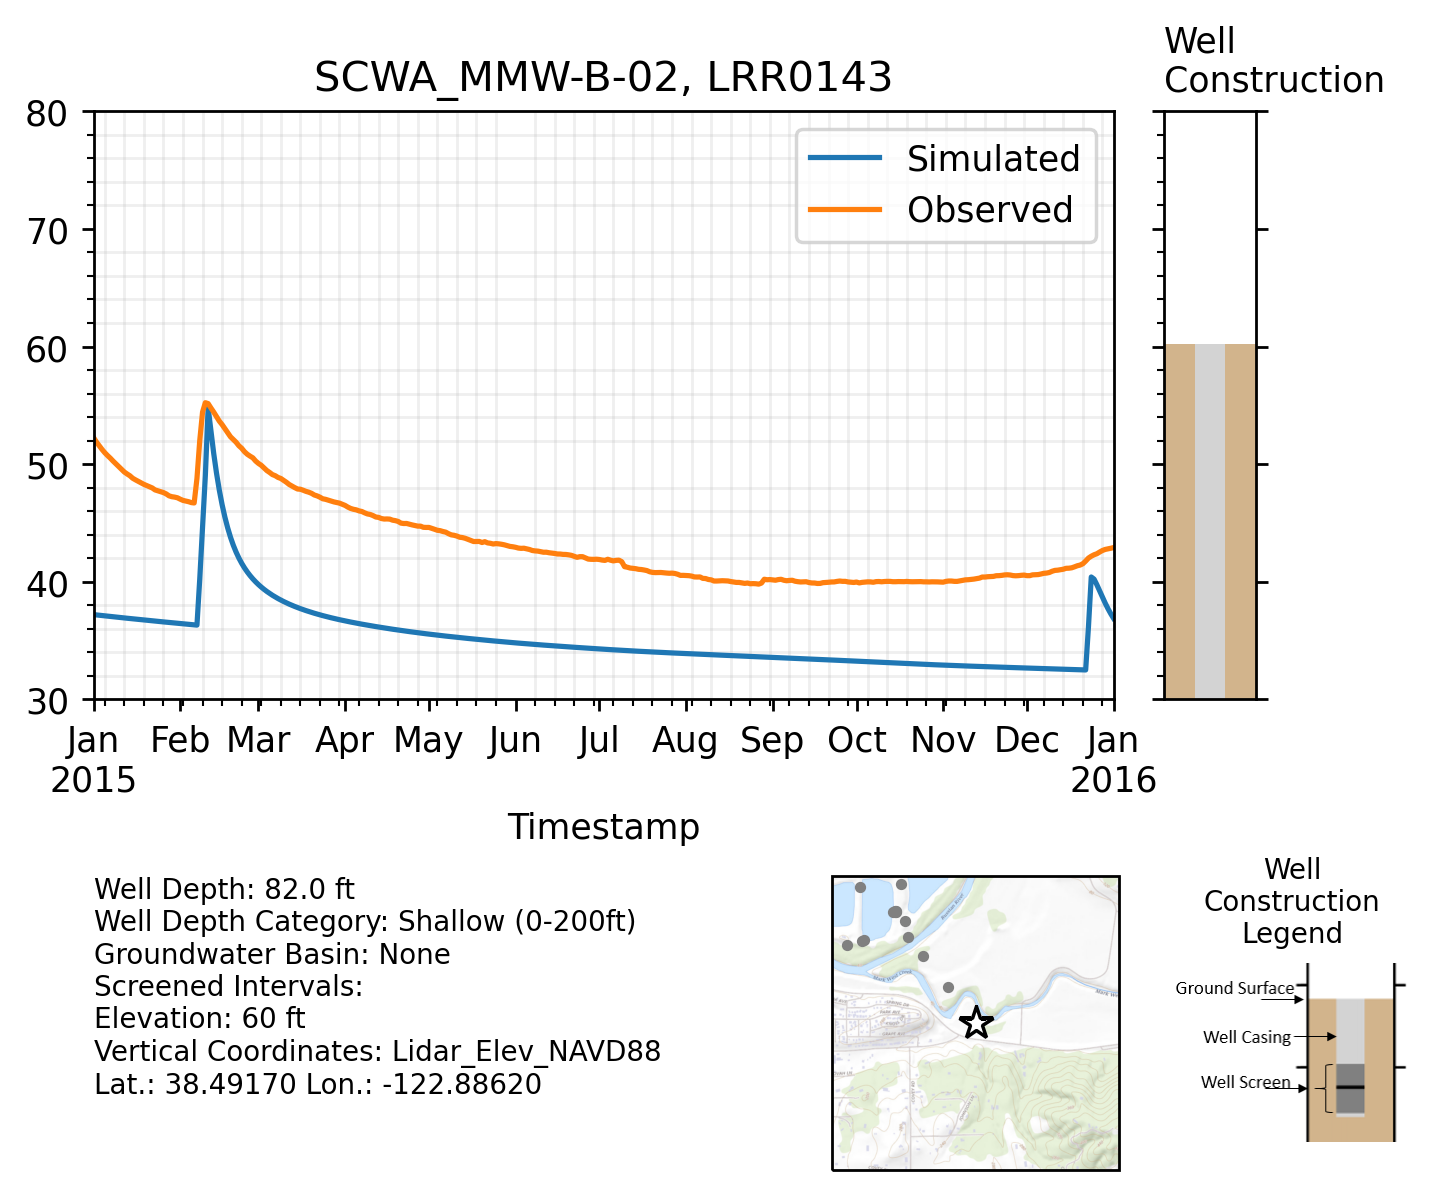 Well
Construction
SCWA_MMW-B-02, LRR0143
80
70
60
50
40
30
Simulated
Observed
Jan
2015
Feb
Mar
Apr
May
Jun
Jul
Aug
Sep
Oct
Nov
Dec
Jan
2016
Timestamp
Well Depth: 82.0 ft
Well Depth Category: Shallow (0-200ft)
Groundwater Basin: None
Screened Intervals:
Elevation: 60 ft
Vertical Coordinates: Lidar_Elev_NAVD88
Lat.: 38.49170 Lon.: -122.88620
Well
Construction
Legend
Ground Surface
Well Casing
Well Screen